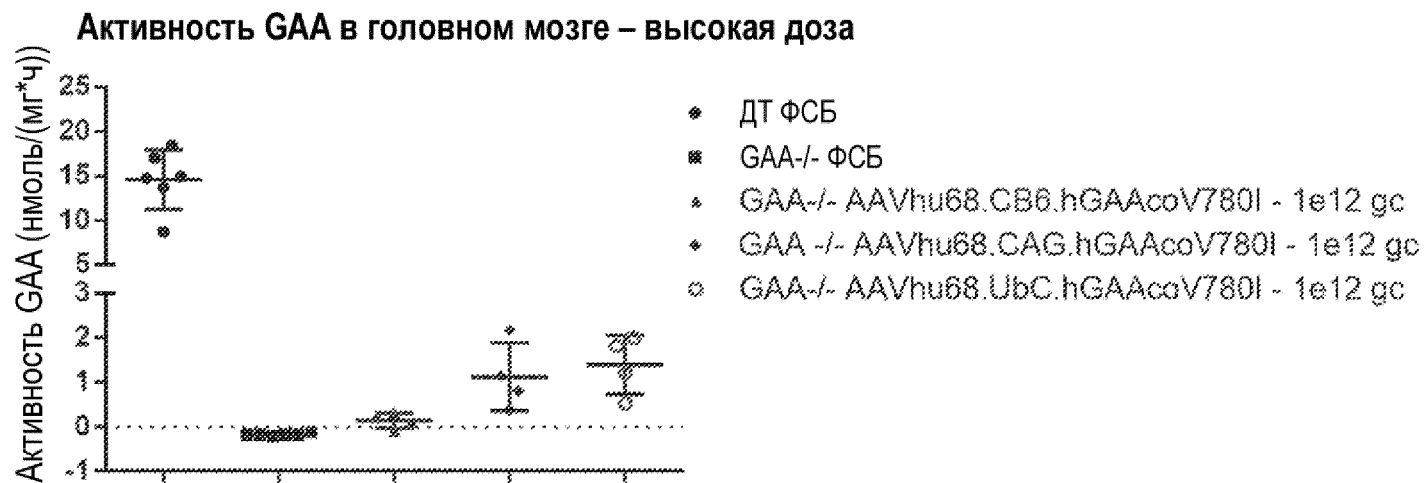 Активность GAA в головном мозге – высокая доза
Активность GAA (нмоль/(мг*ч))
25
20
15
10
5
3
2
1
0
-1
ДТ ФСБ
GAA-/- ФСБ
GAA-/- AAVhu68.CB6.hGAAcoV780I - 1e12 gc
GAA -/- AAVhu68.CAG.hGAAcoV780I - 1e12 gc
GAA-/- AAVhu68.UbC.hGAAcoV780I - 1e12 gc